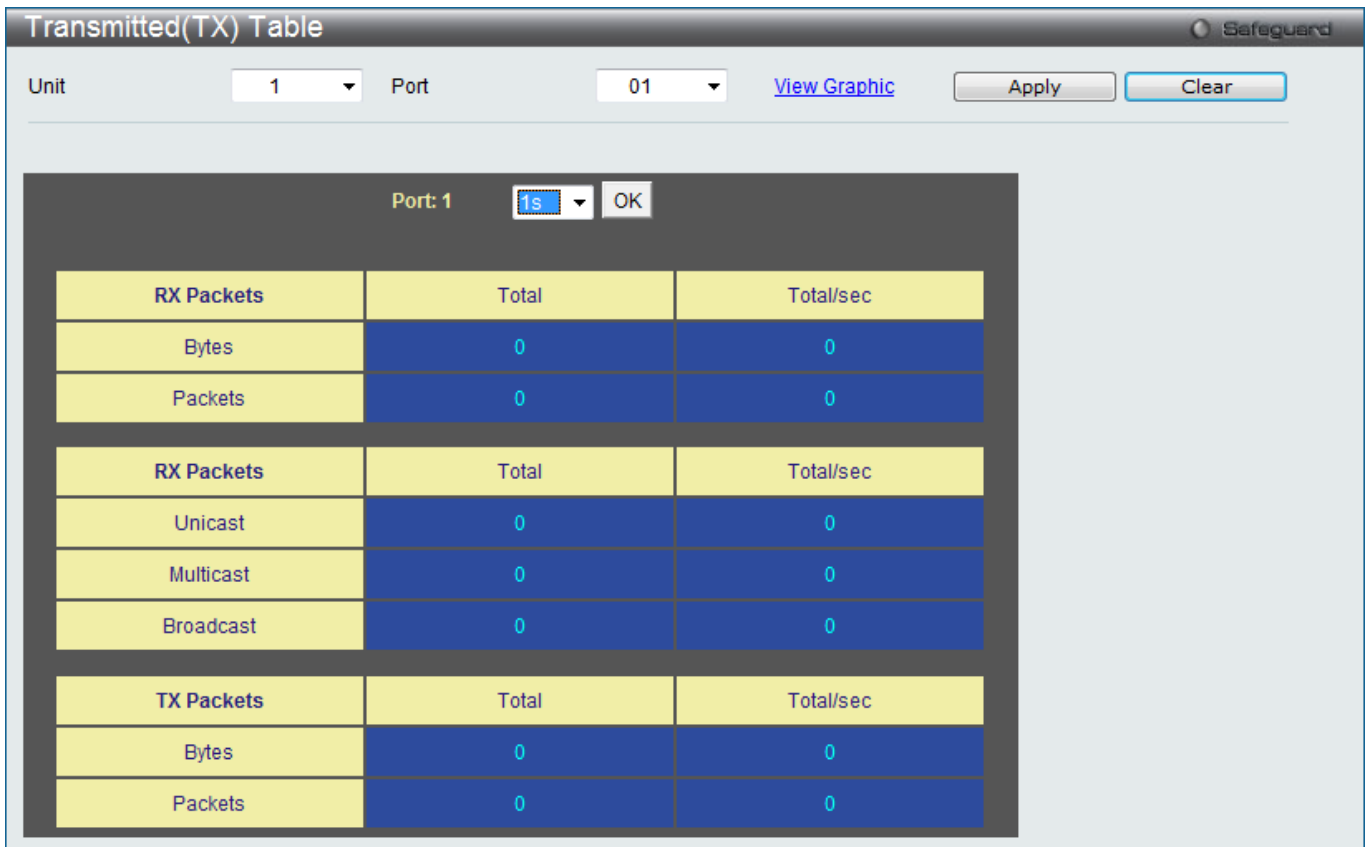 Transmitted(TX) Table Safeguard
Unit 1 Port 01 View Graphic Apply Clear
Port: 1 1s OK
RX Packets Total Total/sec
Bytes 0 0
Packets 0 0
RX Packets Total Total/sec
Unicast 0 0
Multicast 0 0
Broadcast 0 0
TX Packets Total Total/sec
Bytes 0 0
Packets 0 0